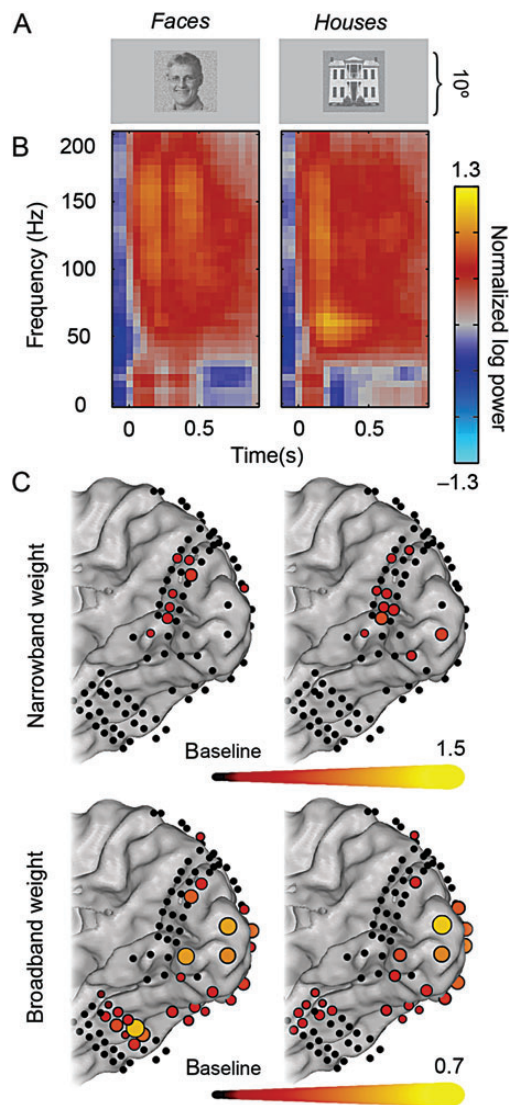 A
Faces
Houses
10º
B
200
150
100
50
0
Frequency (Hz)
0
0.5
0
0.5
Time(s)
1.3
Normalized log power
−1.3
C
Narrowband weight
Baseline
1.5
Broadband weight
Baseline
0.7